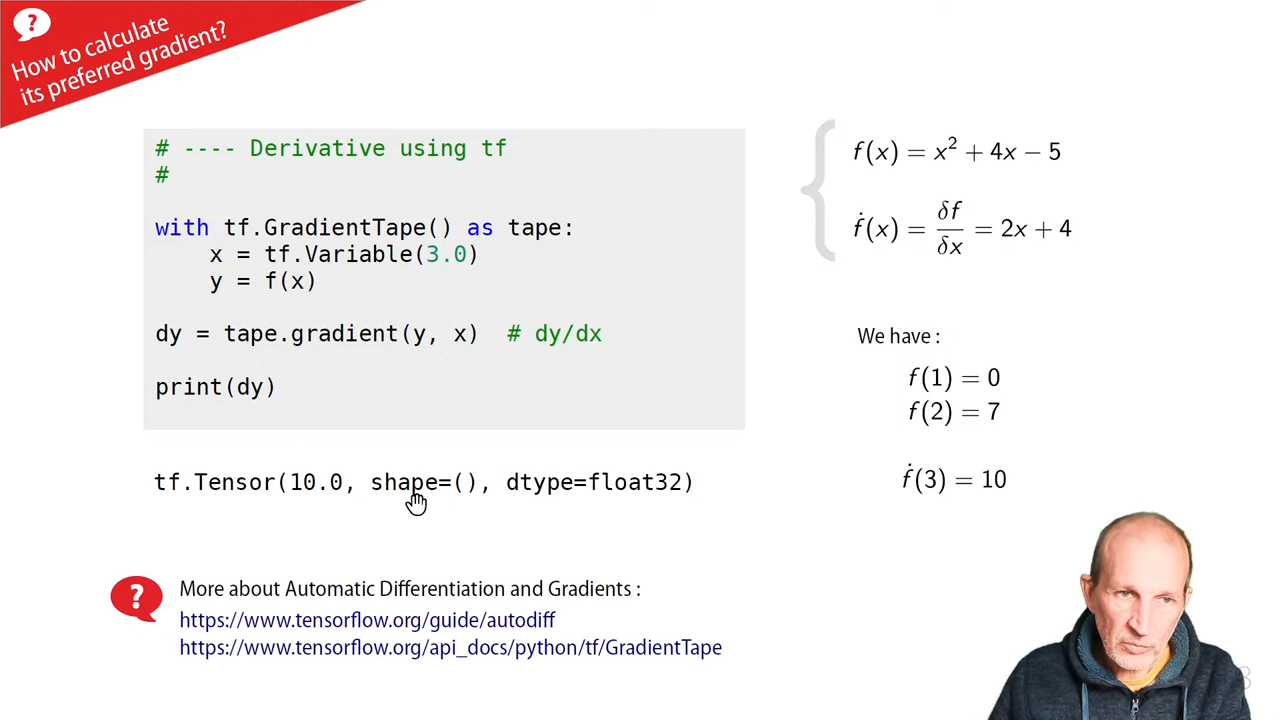 How to calculate
its preferred gradient?
# ---- Derivative using tf
#
with tf.GradientTape() as tape:
    x = tf.Variable(3.0)
    y = f(x)
dy = tape.gradient(y, x)  # dy/dx
print(dy)
tf.Tensor(10.0, shape=(), dtype=float32)
f(x) = x² + 4x − 5
ḟ(x) = δf/δx = 2x + 4
We have :
f(1) = 0
f(2) = 7
ḟ(3) = 10
? More about Automatic Differentiation and Gradients :
https://www.tensorflow.org/guide/autodiff
https://www.tensorflow.org/api_docs/python/tf/GradientTape